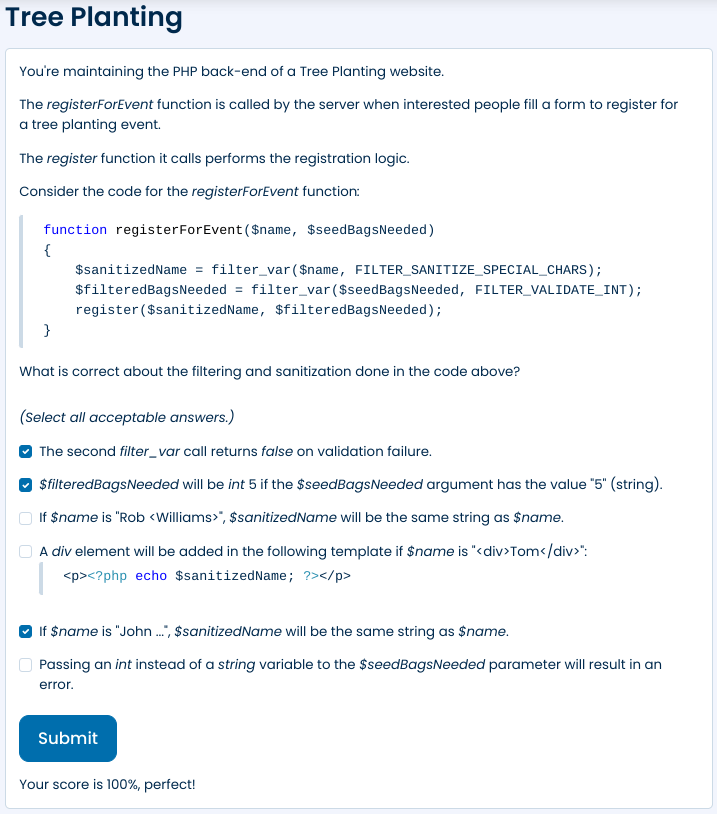 Tree Planting
You're maintaining the PHP back-end of a Tree Planting website.
The registerForEvent function is called by the server when interested people fill a form to register for
a tree planting event.
The register function it calls performs the registration logic.
Consider the code for the registerForEvent function:
function registerForEvent($name, $seedBagsNeeded)
{
    $sanitizedName = filter_var($name, FILTER_SANITIZE_SPECIAL_CHARS);
    $filteredBagsNeeded = filter_var($seedBagsNeeded, FILTER_VALIDATE_INT);
    register($sanitizedName, $filteredBagsNeeded);
}
What is correct about the filtering and sanitization done in the code above?
(Select all acceptable answers.)
The second filter_var call returns false on validation failure.
$filteredBagsNeeded will be int 5 if the $seedBagsNeeded argument has the value "5" (string).
If $name is "Rob <Williams>", $sanitizedName will be the same string as $name.
A div element will be added in the following template if $name is "<div>Tom</div>":
<p><?php echo $sanitizedName; ?></p>
If $name is "John ...", $sanitizedName will be the same string as $name.
Passing an int instead of a string variable to the $seedBagsNeeded parameter will result in an
error.
Submit
Your score is 100%, perfect!